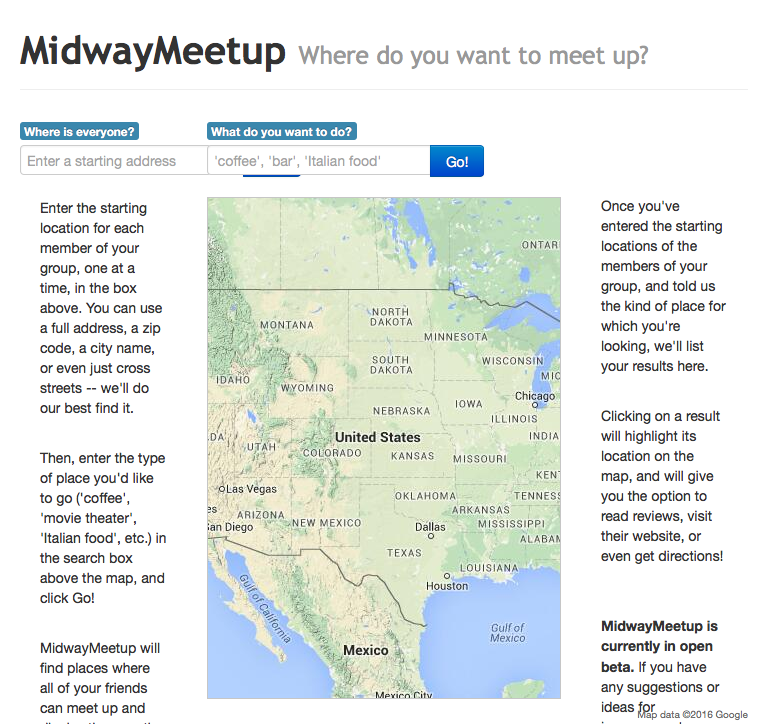 MidwayMeetup Where do you want to meet up?
Where is everyone?
What do you want to do?
Enter a starting address
'coffee', 'bar', 'Italian food'
Go!
Enter the starting
location for each
member of your
group, one at a
time, in the box
above. You can use
a full address, a zip
code, a city name,
or even just cross
streets -- we'll do
our best find it.
Then, enter the type
of place you'd like
to go ('coffee',
'movie theater',
'Italian food', etc.) in
the search box
above the map, and
click Go!
MidwayMeetup will
find places where
all of your friends
can meet up and
ONTAR
MONTANA
NORTH
DAKOTA
MINNESOTA
SOUTH
DAKOTA
WISCONSIN
MIC
IDAHO
WYOMING
Chicago
IOWA
NEBRASKA
ILLINOIS
DA
United States
INDIA
UTAH
COLORADO
KANSAS
MISSOURI
KENT
Las Vegas
OKLAHOMA
TENNESS
es
ARIZONA
ARKANSAS
San Diego
NEW MEXICO
Dallas
MISSISSIPPI
ALABAM
TEXAS
LOUISIANA
Houston
Gulf of California
Gulf of
Mexico
Mexico
Mexico City
Once you've
entered the starting
locations of the
members of your
group, and told us
the kind of place for
which you're
looking, we'll list
your results here.
Clicking on a result
will highlight its
location on the
map, and will give
you the option to
read reviews, visit
their website, or
even get directions!
MidwayMeetup is
currently in open
beta. If you have
any suggestions or
ideas for
Map data ©2016 Google